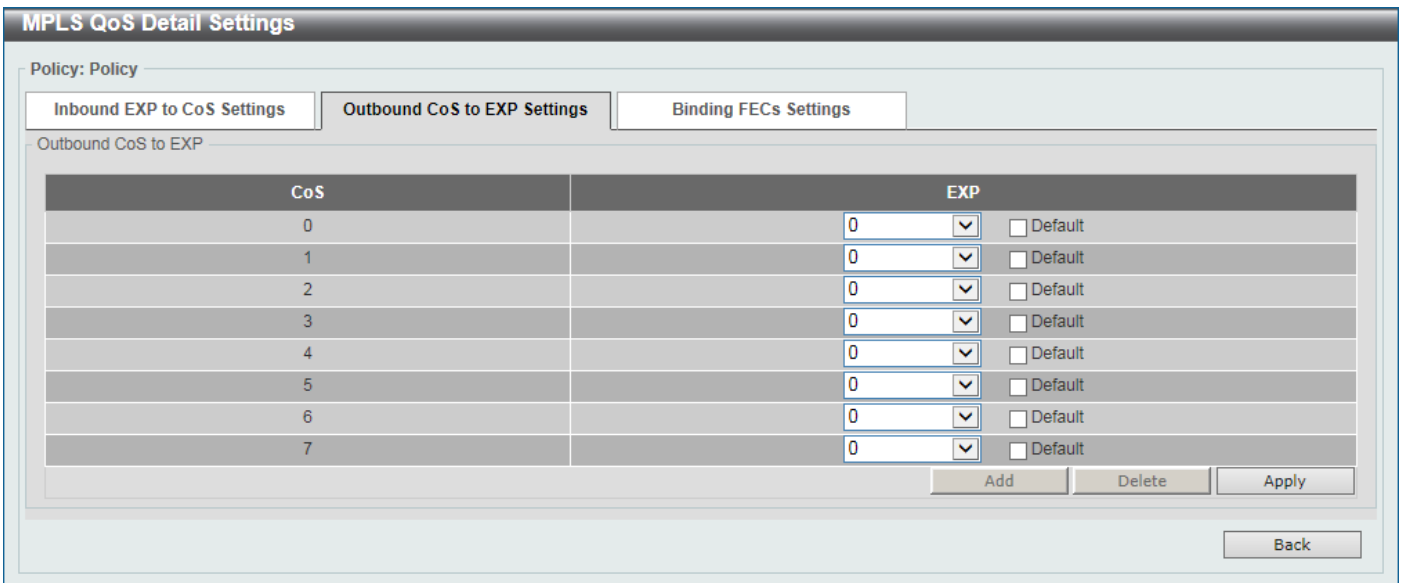 MPLS QoS Detail Settings
Policy: Policy
Inbound EXP to CoS Settings Outbound CoS to EXP Settings Binding FECs Settings
Outbound CoS to EXP
CoS EXP
0 0 Default
1 0 Default
2 0 Default
3 0 Default
4 0 Default
5 0 Default
6 0 Default
7 0 Default
Add Delete Apply
Back